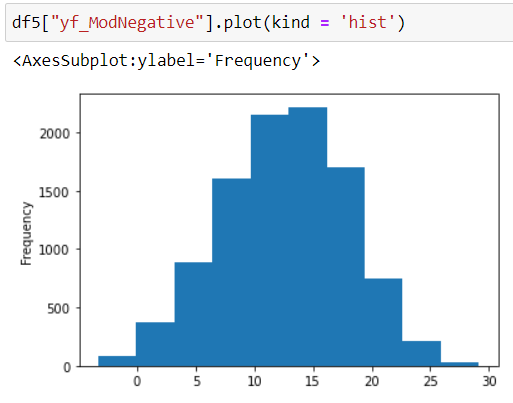 df5["yf_ModNegative"].plot(kind = 'hist')
<AxesSubplot:ylabel='Frequency'>
2000
1500
1000
500
0
Frequency
0 5 10 15 20 25 30